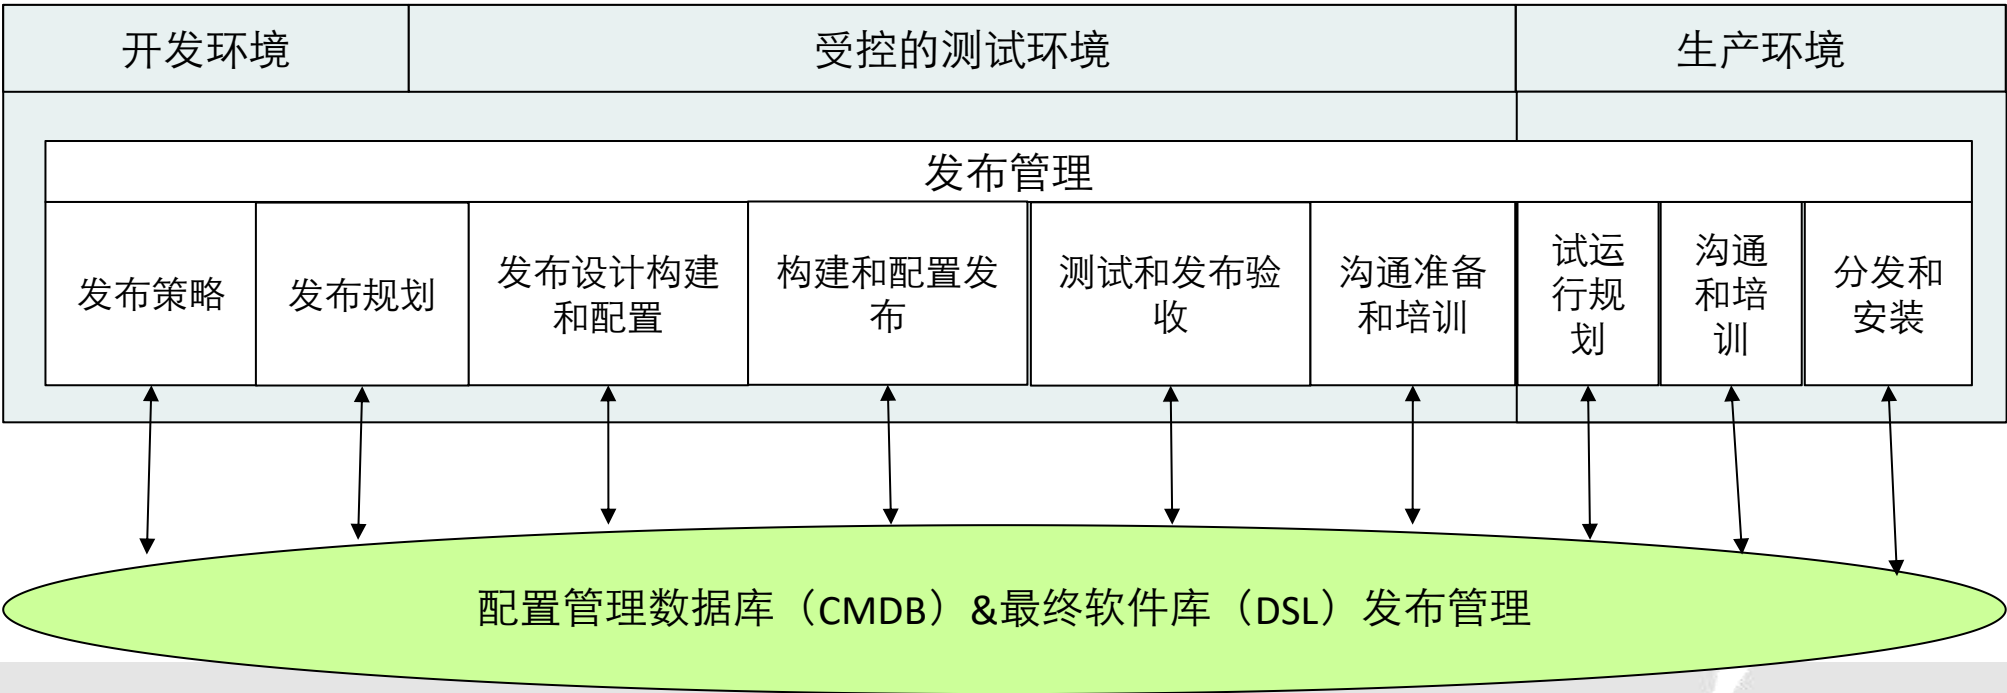 开发环境
受控的测试环境
生产环境
发布管理
发布策略
发布规划
发布设计构建
和配置
构建和配置发
布
测试和发布验
收
沟通准备
和培训
试运
行规
划
沟通
和培
训
分发和
安装
配置管理数据库（CMDB）&最终软件库（DSL）发布管理